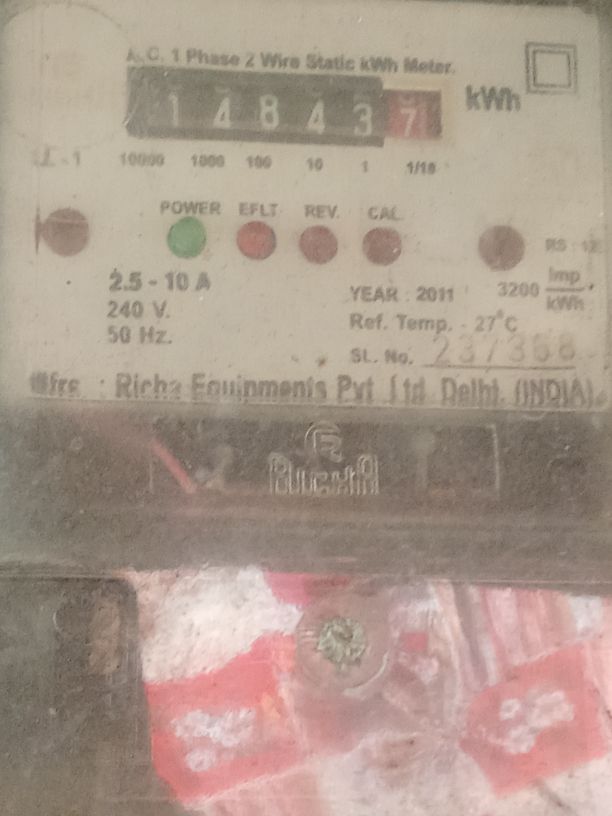 A.C. 1 Phase 2 Wire Static kWh Meter.
1 4 8 4 3 7 kWh
10000 1000 100 10 1 1/10
POWER EFLT REV. CAL.
2.5 - 10 A
240 V.
50 Hz.
YEAR : 2011
3200 Imp/kWh
Ref. Temp. - 27°C
SL. No. 237368
Mfrs. : Richa Equipments Pvt. Ltd. Delhi. (INDIA)
RICHA